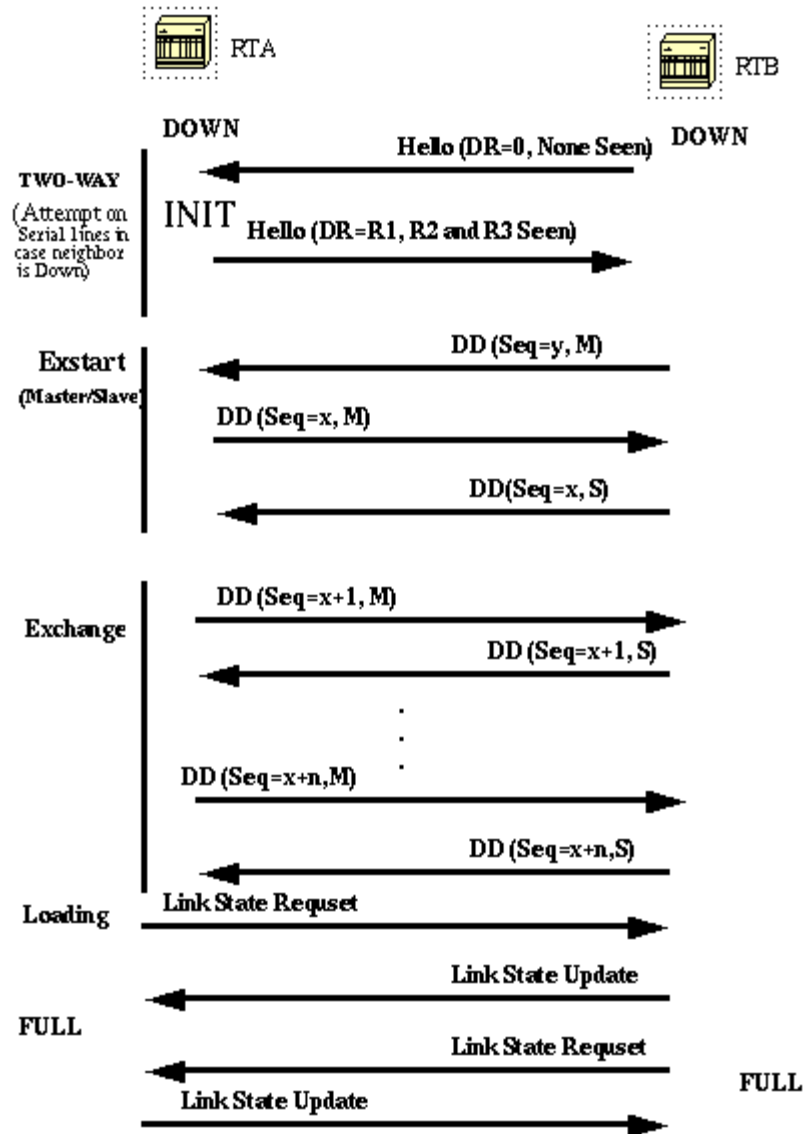 RTA
RTB
DOWN
DOWN
Hello (DR=0, None Seen)
TWO-WAY
(Attempt on
Serial lines in
case neighbor
is Down)
INIT
Hello (DR=R1, R2 and R3 Seen)
Exstart
(Master/Slave)
DD (Seq=y, M)
DD (Seq=x, M)
DD(Seq=x, S)
Exchange
DD (Seq=x+1, M)
DD (Seq=x+1, S)
.
.
.
DD (Seq=x+n,M)
DD (Seq=x+n,S)
Loading
Link State Requset
Link State Update
FULL
Link State Requset
FULL
Link State Update